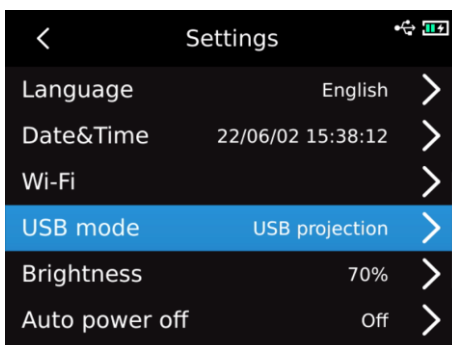 Settings
Language English
Date&Time 22/06/02 15:38:12
Wi-Fi
USB mode USB projection
Brightness 70%
Auto power off Off